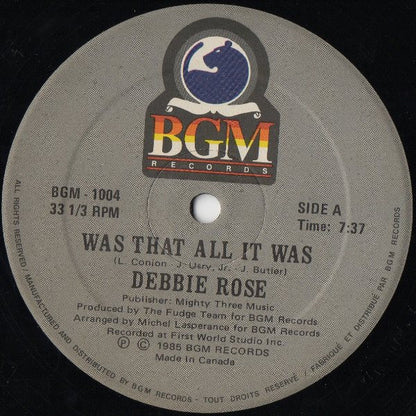 BGM
RECORDS
BGM - 1004
33 1/3 RPM
SIDE A
Time: 7:37
WAS THAT ALL IT WAS
(L. Conlon - J. Usry, Jr. - J. Butler)
DEBBIE ROSE
Publisher: Mighty Three Music
Produced by The Fudge Team for BGM Records
Arranged by Michel Lasperance for BGM Records
Recorded at First World Studio Inc.
Ⓟ © 1985 BGM Records
Made in Canada
ALL RIGHTS RESERVED / MANUFACTURED AND DISTRIBUTED BY BGM RECORDS - TOUT DROITS RESERVÉ / FABRIQUÉ ET DISTRIBUÉ PAR BGM RECORDS